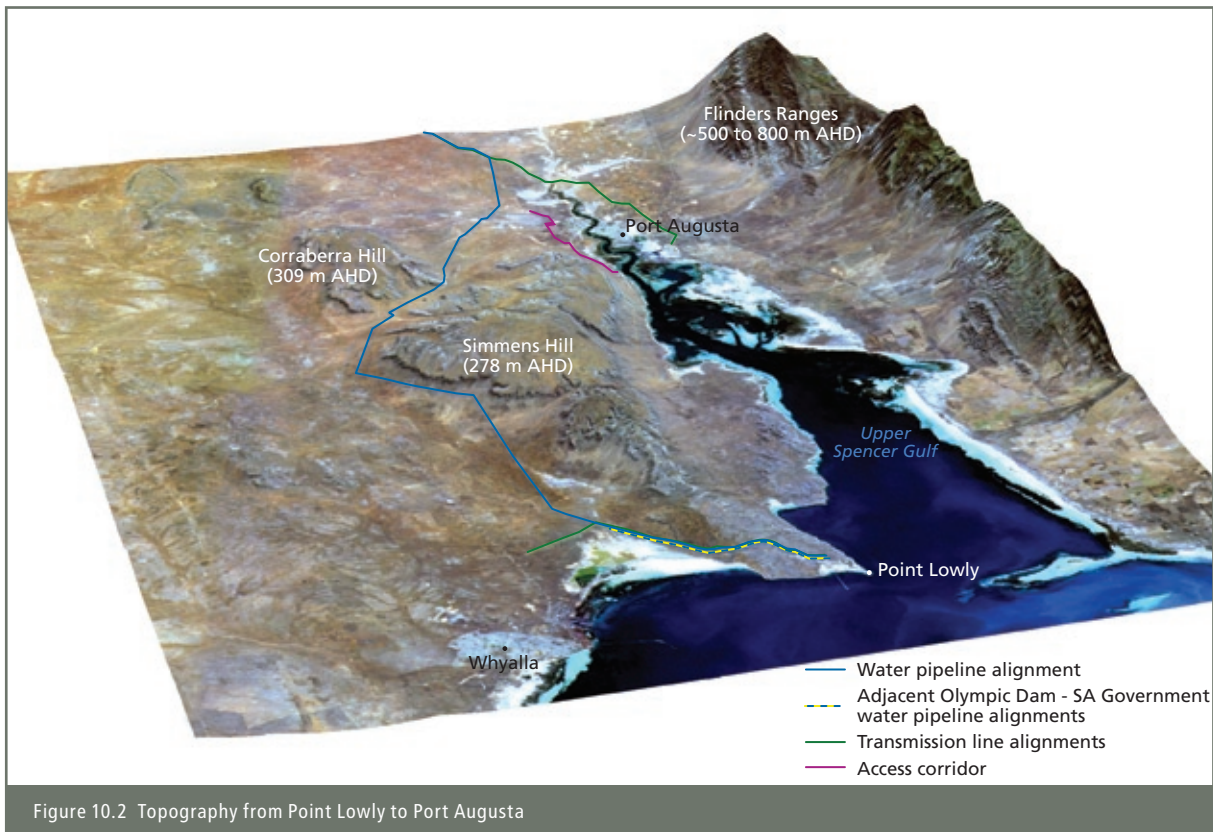 Flinders Ranges
(~500 to 800 m AHD)
Port Augusta
Corraberra Hill
(309 m AHD)
Simmens Hill
(278 m AHD)
Upper
Spencer Gulf
Point Lowly
Whyalla
Water pipeline alignment
Adjacent Olympic Dam - SA Government
water pipeline alignments
Transmission line alignments
Access corridor
Figure 10.2 Topography from Point Lowly to Port Augusta